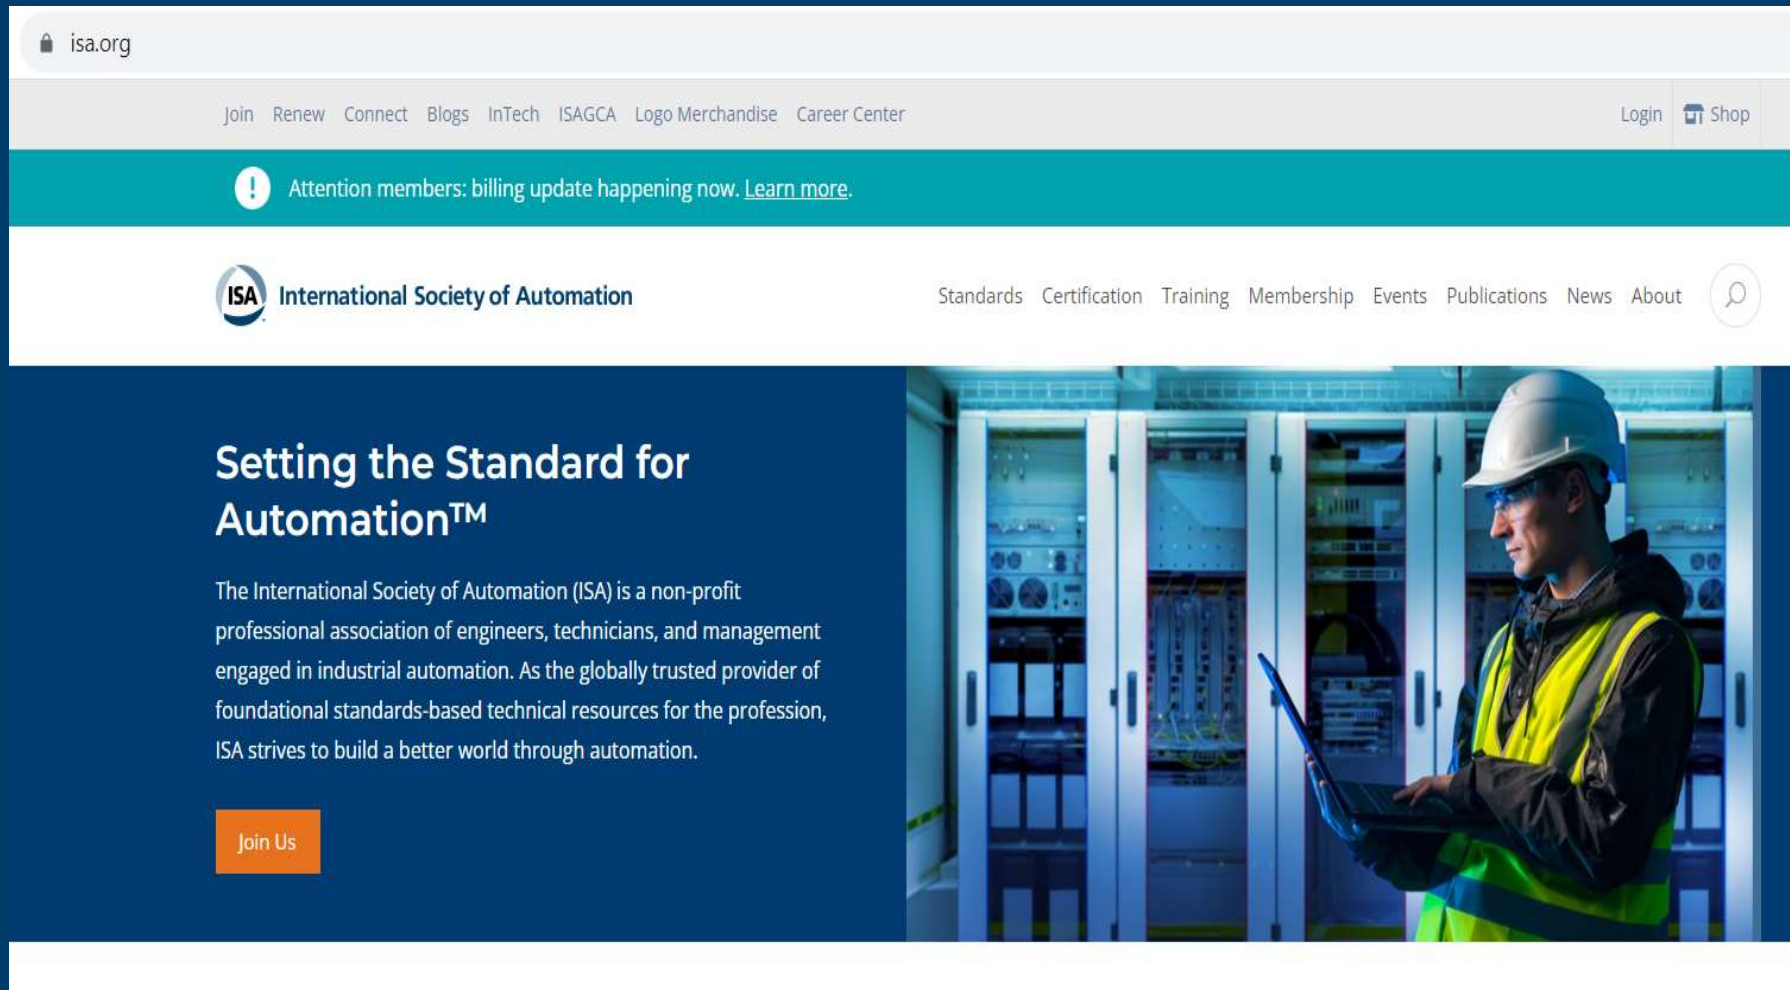 isa.org
Join Renew Connect Blogs InTech ISAGCA Logo Merchandise Career Center Login Shop
Attention members: billing update happening now. Learn more.
ISA International Society of Automation Standards Certification Training Membership Events Publications News About
Setting the Standard for
Automation™
The International Society of Automation (ISA) is a non-profit
professional association of engineers, technicians, and management
engaged in industrial automation. As the globally trusted provider of
foundational standards-based technical resources for the profession,
ISA strives to build a better world through automation.
Join Us